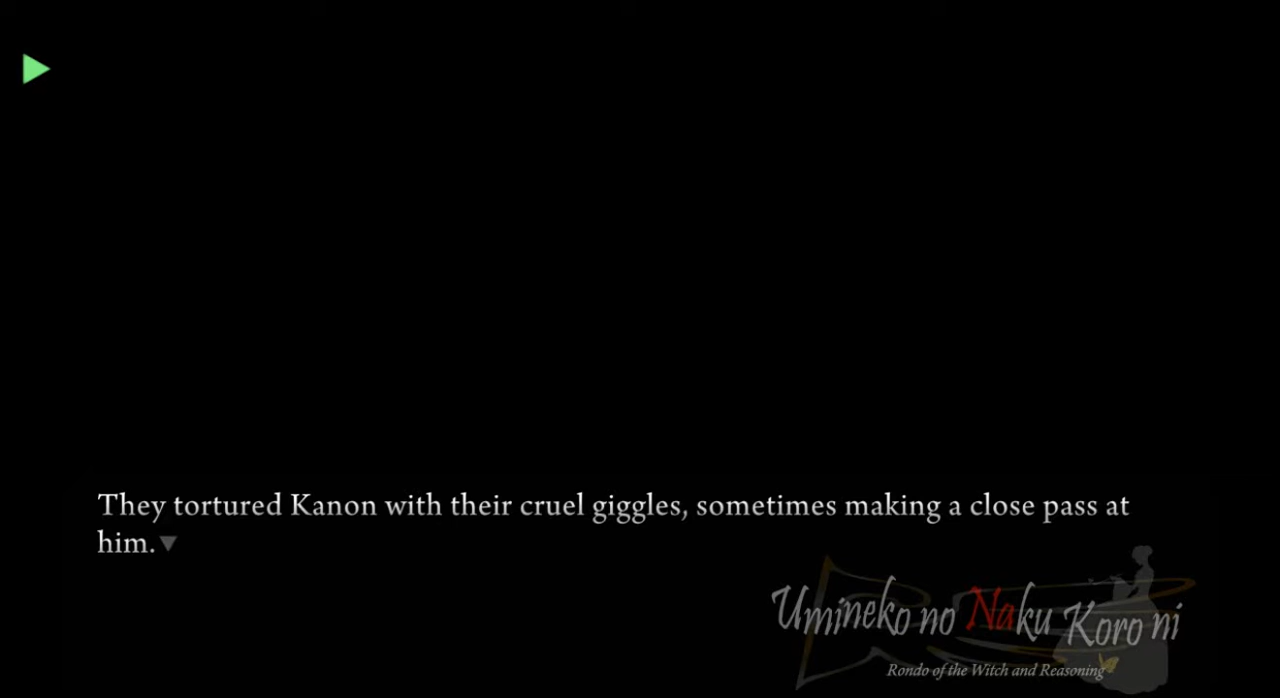 They tortured Kanon with their cruel giggles, sometimes making a close pass at
him.
Umineko no Naku Koro ni
Rondo of the Witch and Reasoning